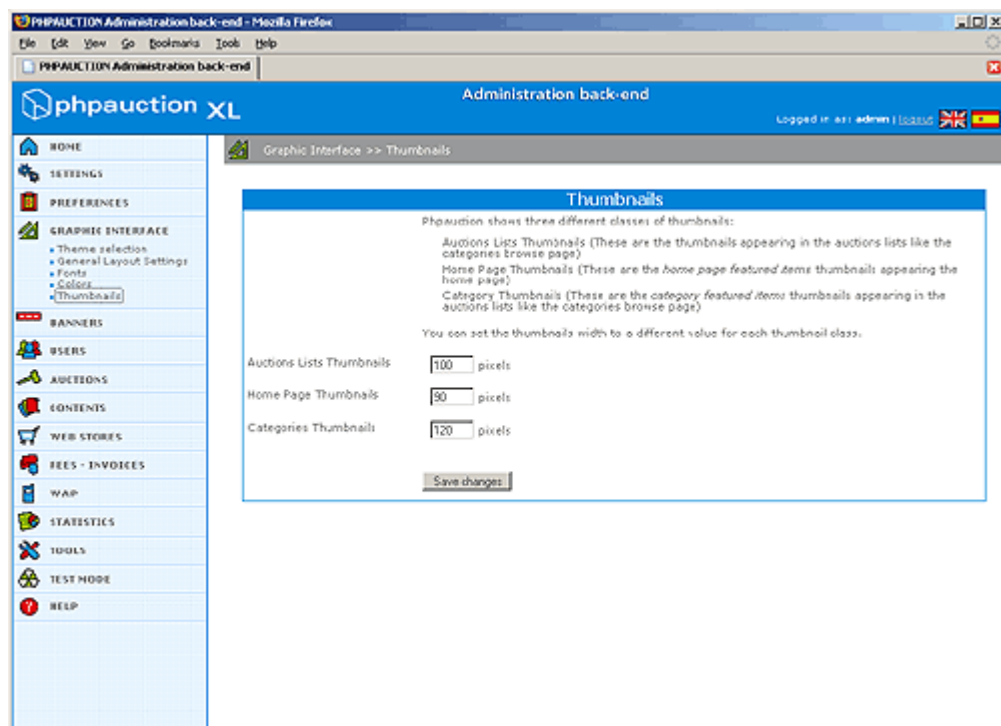 PHPAUCTION Administration back-end - Mozilla Firefox
File Edit View Go Bookmarks Tools Help
PHPAUCTION Administration back-end
phpauction XL
Administration back-end
Logged in as: admin | logout
HOME
SETTINGS
PREFERENCES
GRAPHIC INTERFACE
Theme selection
General Layout Settings
Fonts
Colors
Thumbnails
BANNERS
USERS
AUCTIONS
CONTENTS
WEB STORES
FEES - INVOICES
WAP
STATISTICS
TOOLS
TEST MODE
HELP
Graphic Interface >> Thumbnails
Thumbnails
Phpauction shows three different classes of thumbnails:
Auctions Lists Thumbnails (These are the thumbnails appearing in the auctions lists like the
categories browse page)
Home Page Thumbnails (These are the home page featured items thumbnails appearing the
home page)
Category Thumbnails (These are the category featured items thumbnails appearing in the
auctions lists like the categories browse page)
You can set the thumbnails width to a different value for each thumbnail class.
Auctions Lists Thumbnails 100 pixels
Home Page Thumbnails 90 pixels
Categories Thumbnails 120 pixels
Save changes